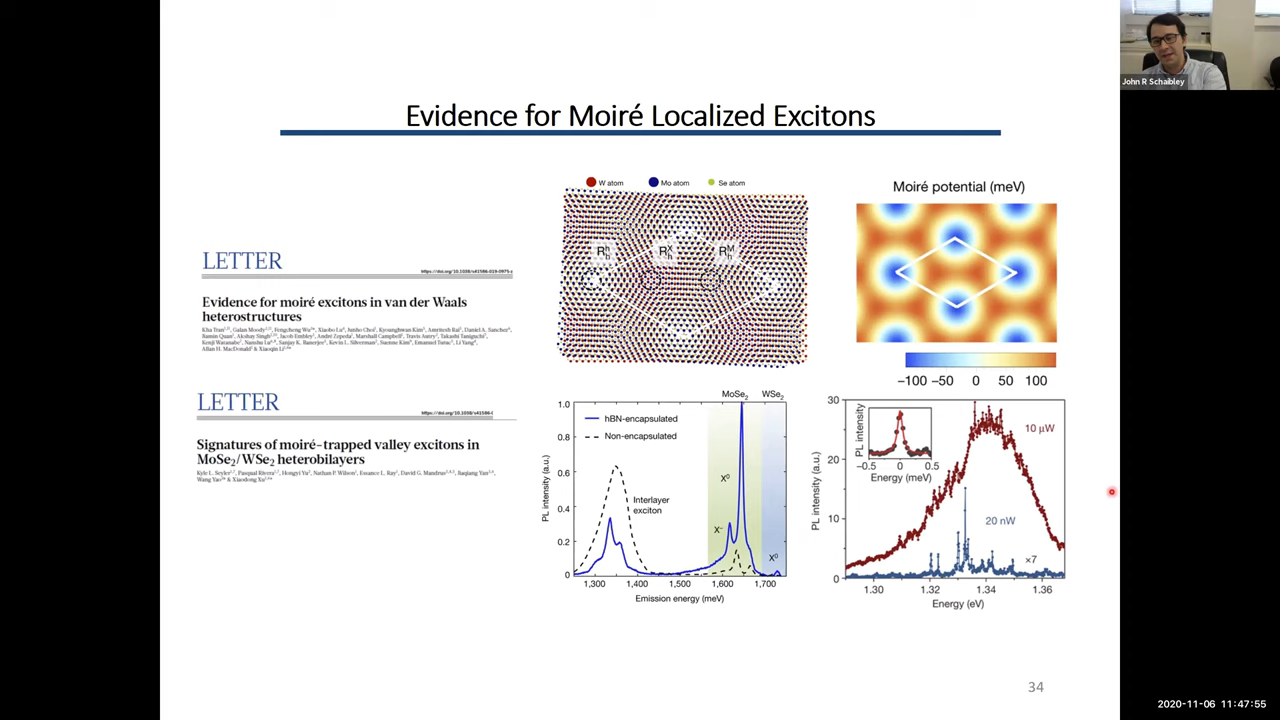 John R Schaibley
Evidence for Moiré Localized Excitons
LETTER
Evidence for moiré excitons in van der Waals
heterostructures
LETTER
Signatures of moiré-trapped valley excitons in
MoSe2/WSe2 heterobilayers
W atom Mo atom Se atom
R h h R X h R M h
Moiré potential (meV)
−100 −50 0 50 100
MoSe2 WSe2
hBN-encapsulated
Non-encapsulated
Interlayer
exciton
X0
X−
X0
1.0
0.8
0.6
0.4
0.2
0
PL intensity (a.u.)
1,300 1,400 1,500 1,600 1,700
Emission energy (meV)
30
20
10
0
PL intensity (a.u.)
PL intensity
−0.5 0 0.5
Energy (meV)
10 µW
20 nW
×7
1.30 1.32 1.34 1.36
Energy (eV)
34
2020-11-06 11:47:55